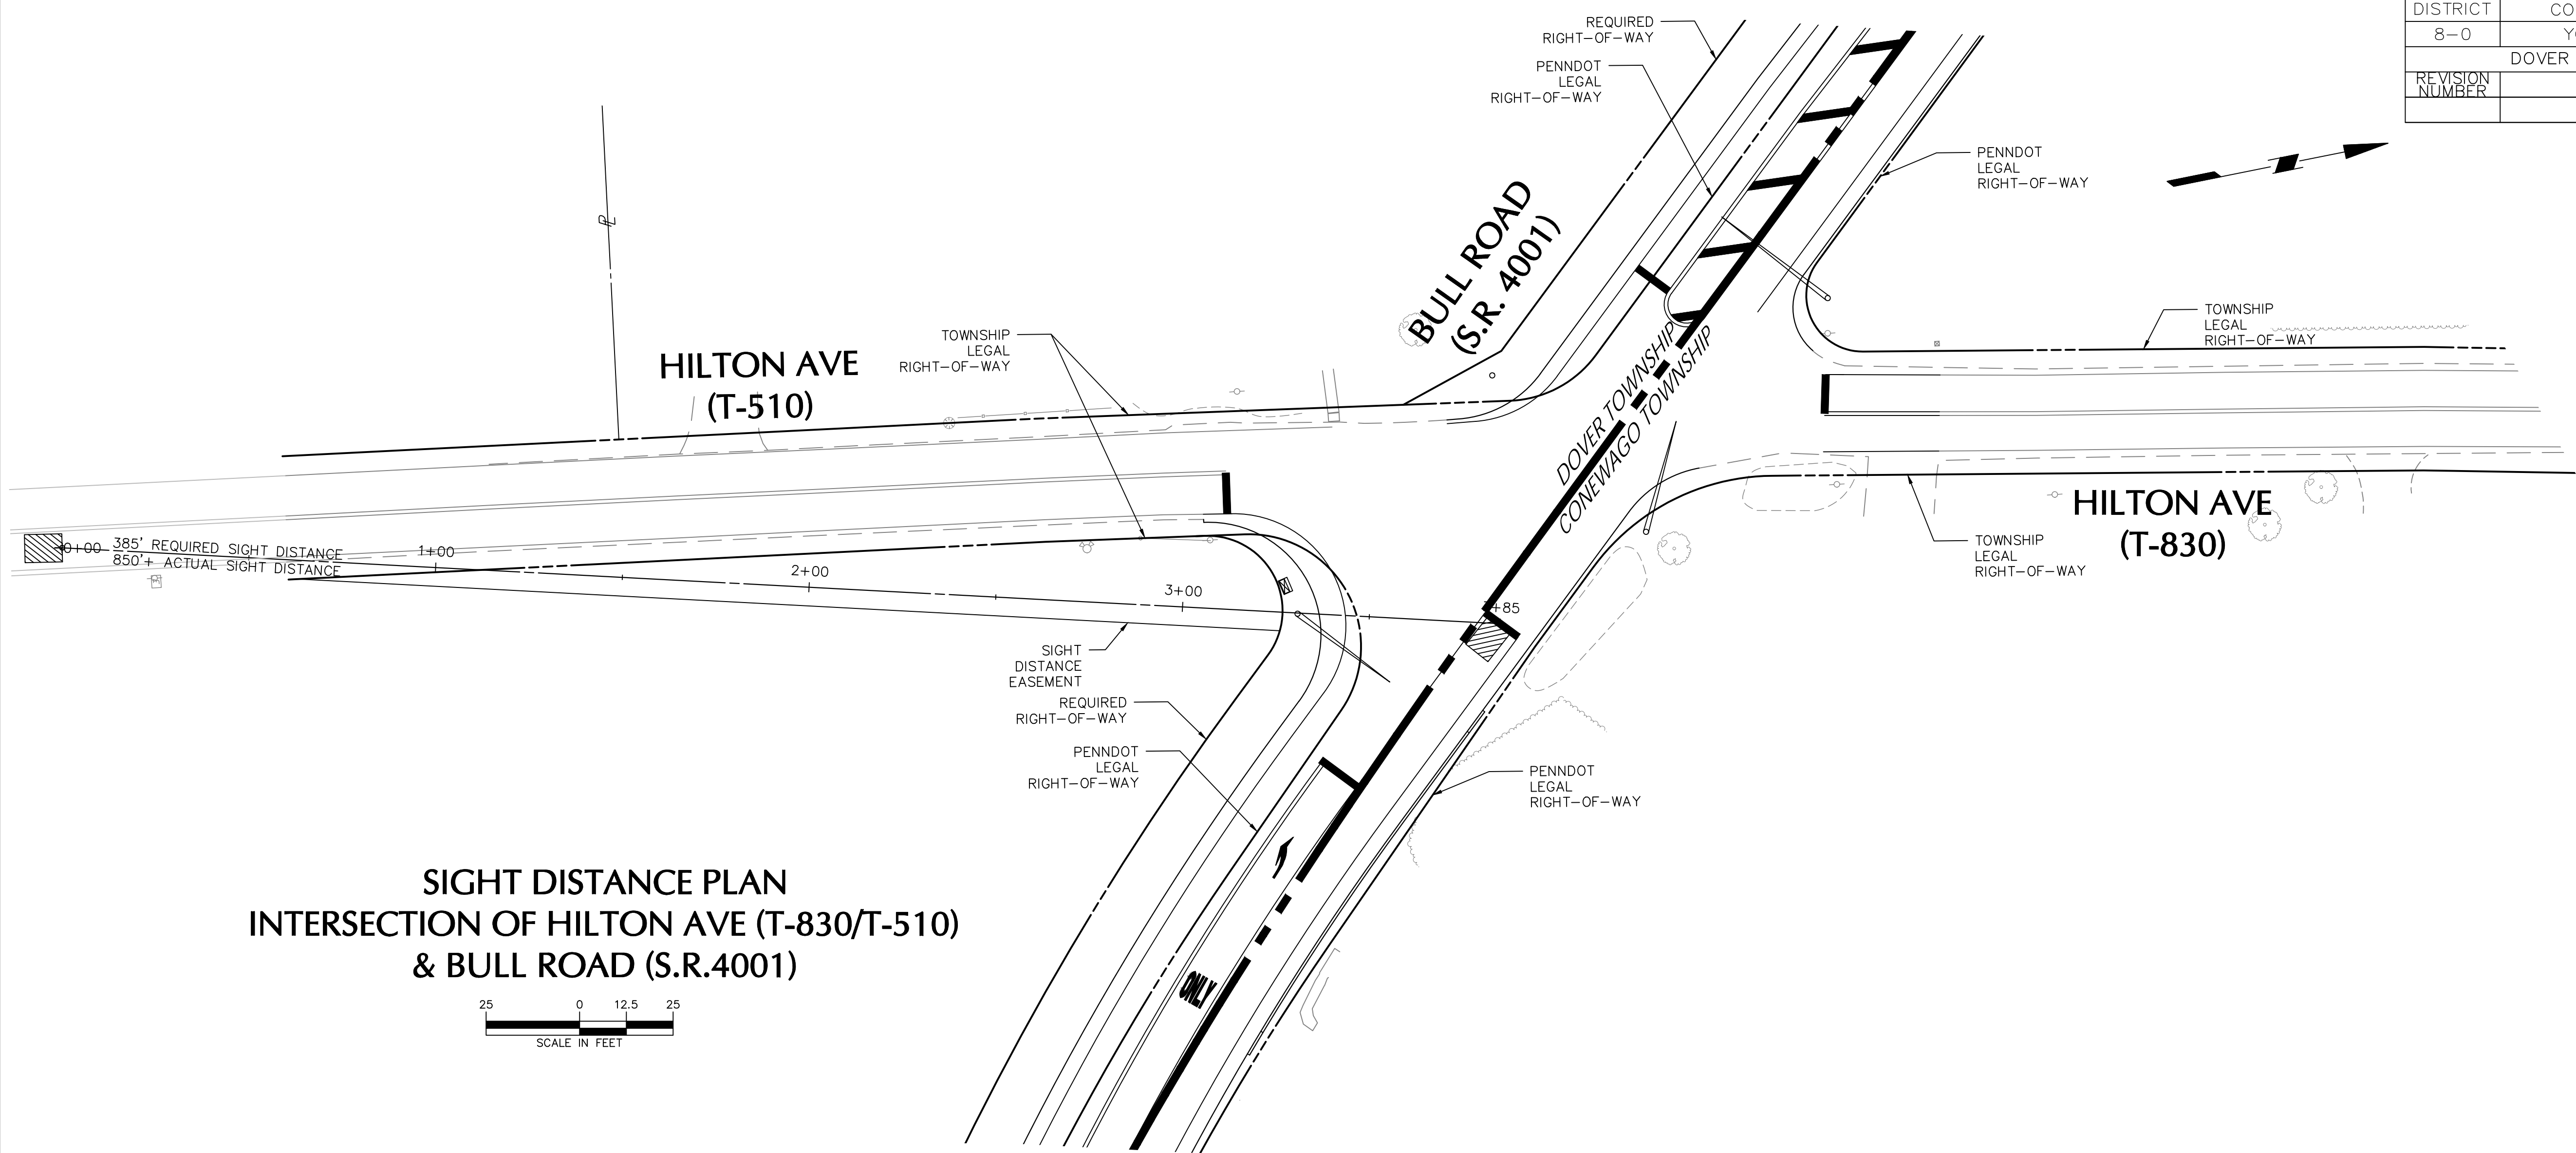 REQUIRED
RIGHT-OF-WAY
PENNDOT
LEGAL
RIGHT-OF-WAY
DISTRICT
8-0
DOVER
REVISION
NUMBER
PENNDOT
LEGAL
RIGHT-OF-WAY
BULL ROAD
(S.R. 4001)
TOWNSHIP
LEGAL
RIGHT-OF-WAY
HILTON AVE
(T-510)
TOWNSHIP
LEGAL
RIGHT-OF-WAY
DOVER TOWNSHIP
CONEWAGO TOWNSHIP
HILTON AVE
(T-830)
TOWNSHIP
LEGAL
RIGHT-OF-WAY
0+00
385' REQUIRED SIGHT DISTANCE
850'+ ACTUAL SIGHT DISTANCE
1+00
2+00
3+00
+85
SIGHT
DISTANCE
EASEMENT
REQUIRED
RIGHT-OF-WAY
PENNDOT
LEGAL
RIGHT-OF-WAY
PENNDOT
LEGAL
RIGHT-OF-WAY
ONLY
SIGHT DISTANCE PLAN
INTERSECTION OF HILTON AVE (T-830/T-510)
& BULL ROAD (S.R.4001)
25 0 12.5 25
SCALE IN FEET